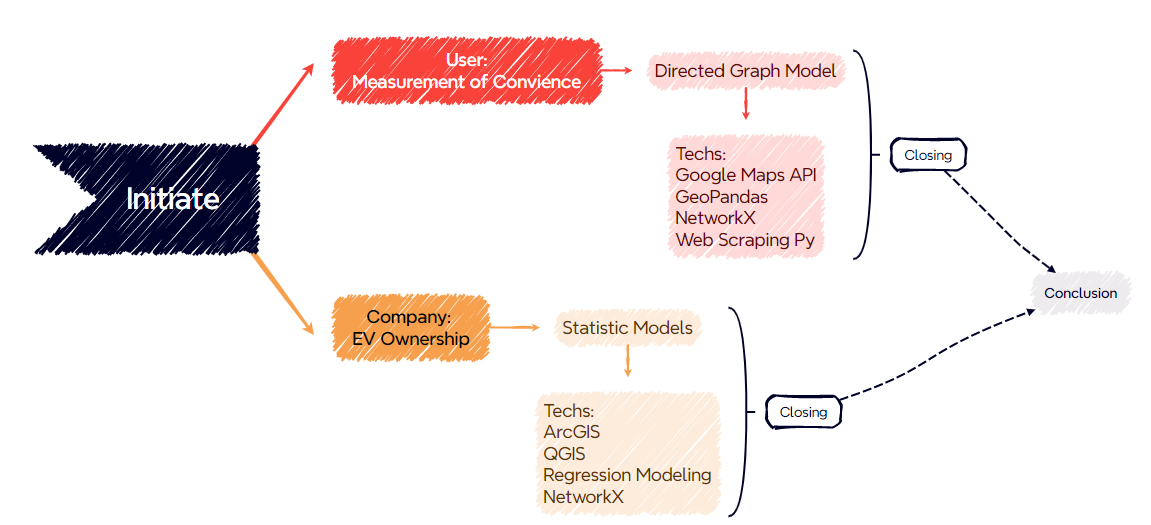 Initiate
User:
Measurement of Convience
Directed Graph Model
Techs:
Google Maps API
GeoPandas
NetworkX
Web Scraping Py
Closing
Company:
EV Ownership
Statistic Models
Techs:
ArcGIS
QGIS
Regression Modeling
NetworkX
Closing
Conclusion